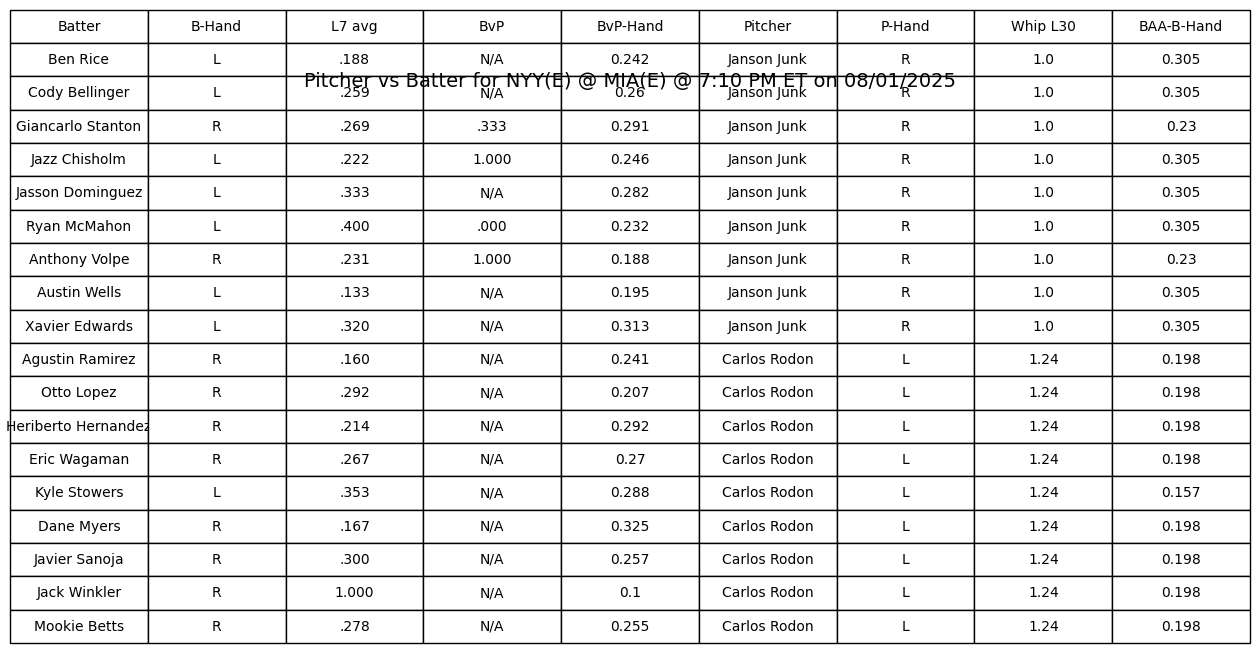 Batter B-Hand L7 avg BvP BvP-Hand Pitcher P-Hand Whip L30 BAA-B-Hand
Ben Rice L .188 N/A 0.242 Janson Junk R 1.0 0.305
Pitcher vs Batter for NYY(E) @ MIA(E) @ 7:10 PM ET on 08/01/2025
Cody Bellinger L .259 N/A 0.26 Janson Junk R 1.0 0.305
Giancarlo Stanton R .269 .333 0.291 Janson Junk R 1.0 0.23
Jazz Chisholm L .222 1.000 0.246 Janson Junk R 1.0 0.305
Jasson Dominguez L .333 N/A 0.282 Janson Junk R 1.0 0.305
Ryan McMahon L .400 .000 0.232 Janson Junk R 1.0 0.305
Anthony Volpe R .231 1.000 0.188 Janson Junk R 1.0 0.23
Austin Wells L .133 N/A 0.195 Janson Junk R 1.0 0.305
Xavier Edwards L .320 N/A 0.313 Janson Junk R 1.0 0.305
Agustin Ramirez R .160 N/A 0.241 Carlos Rodon L 1.24 0.198
Otto Lopez R .292 N/A 0.207 Carlos Rodon L 1.24 0.198
Heriberto Hernandez R .214 N/A 0.292 Carlos Rodon L 1.24 0.198
Eric Wagaman R .267 N/A 0.27 Carlos Rodon L 1.24 0.198
Kyle Stowers L .353 N/A 0.288 Carlos Rodon L 1.24 0.157
Dane Myers R .167 N/A 0.325 Carlos Rodon L 1.24 0.198
Javier Sanoja R .300 N/A 0.257 Carlos Rodon L 1.24 0.198
Jack Winkler R 1.000 N/A 0.1 Carlos Rodon L 1.24 0.198
Mookie Betts R .278 N/A 0.255 Carlos Rodon L 1.24 0.198